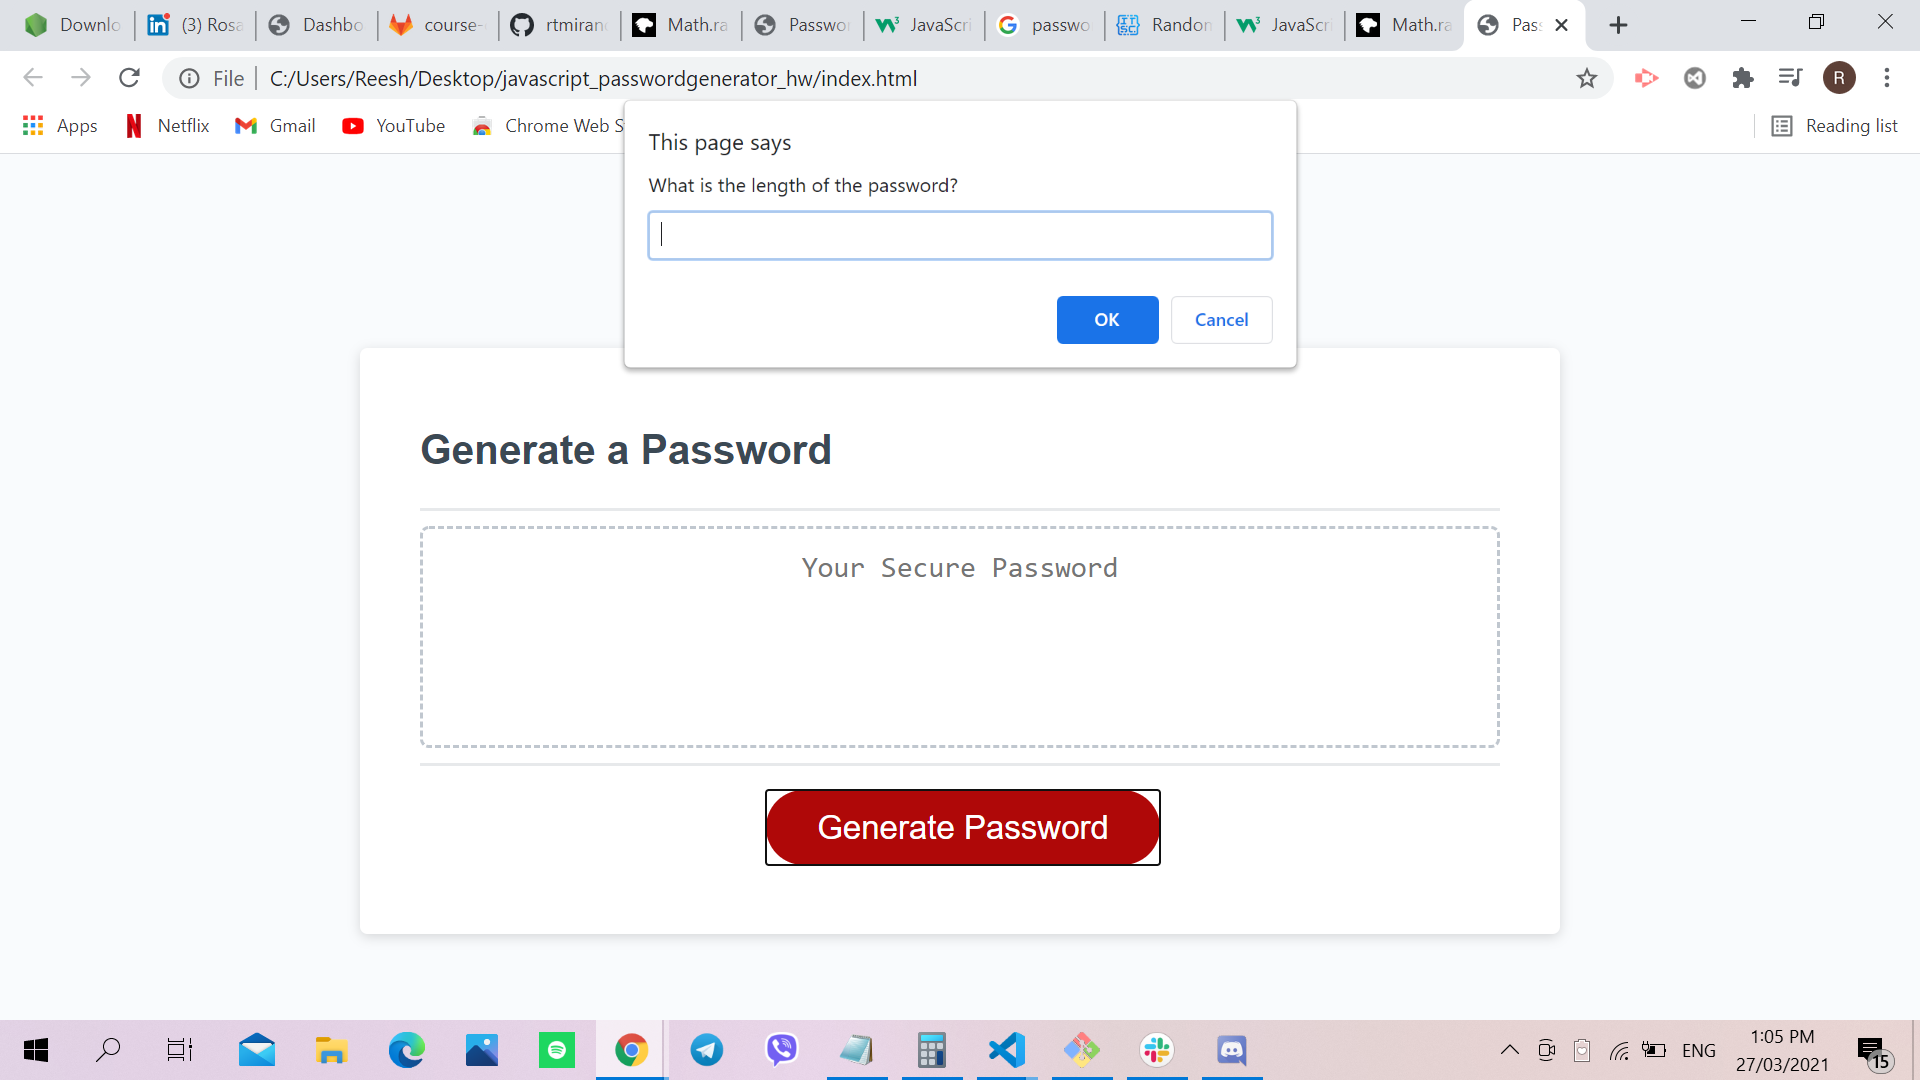 Downlo
(3) Rosa
Dashbo
course-
rtmiran
Math.ra
Passwor
JavaScri
passwo
Random
JavaScri
Math.ra
Pass
File
C:/Users/Reesh/Desktop/javascript_passwordgenerator_hw/index.html
R
Apps
Netflix
Gmail
YouTube
Chrome Web S
Reading list
This page says
What is the length of the password?
OK
Cancel
Generate a Password
Your Secure Password
Generate Password
ENG
1:05 PM
27/03/2021
15